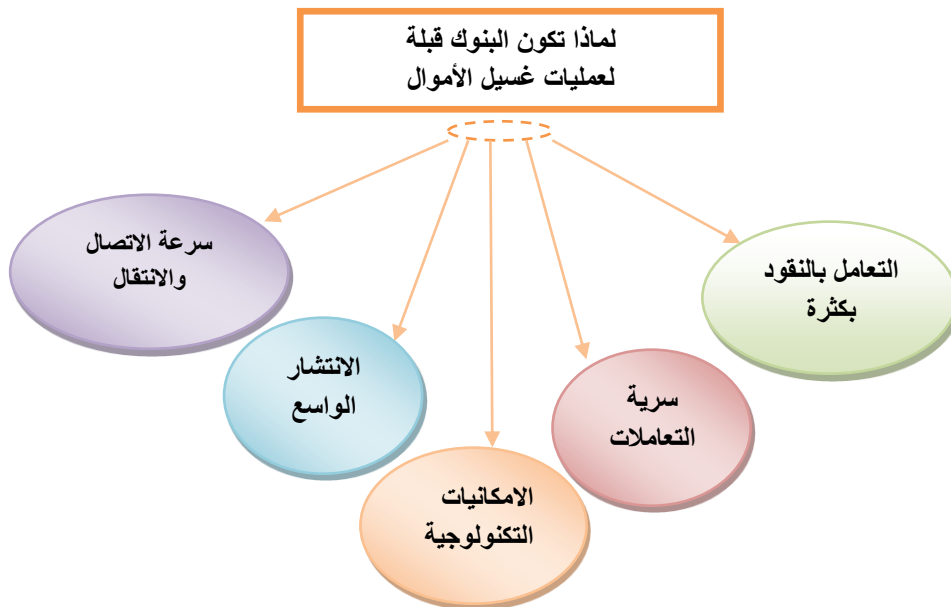 لماذا تكون البنوك قبلة
لعمليات غسيل الأموال
التعامل بالنقود
بكثرة
سرية
التعاملات
الامكانيات
التكنولوجية
الانتشار
الواسع
سرعة الاتصال
والانتقال